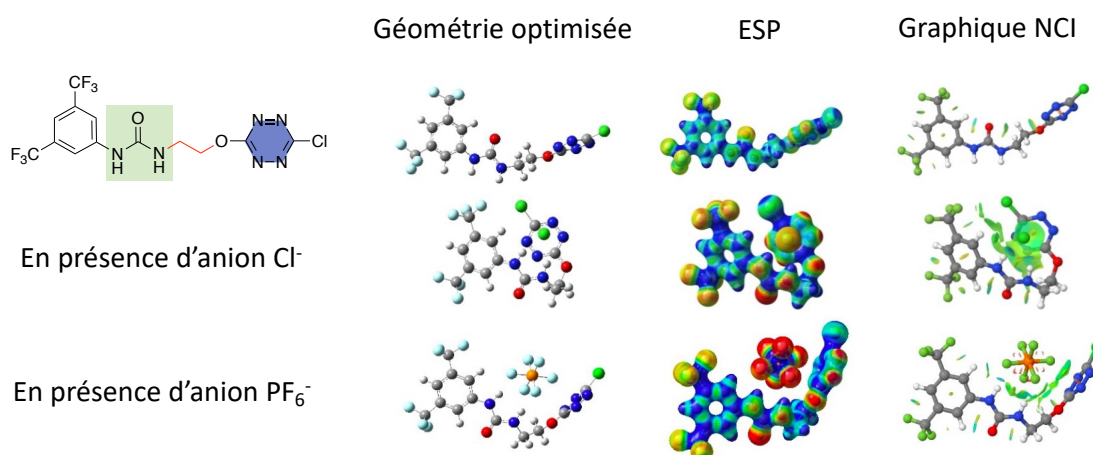 Géométrie optimisée
ESP
Graphique NCI
CF₃
O
N N
F₃C
N N
H H
O
N N
Cl
En présence d'anion Cl⁻
En présence d'anion PF₆⁻